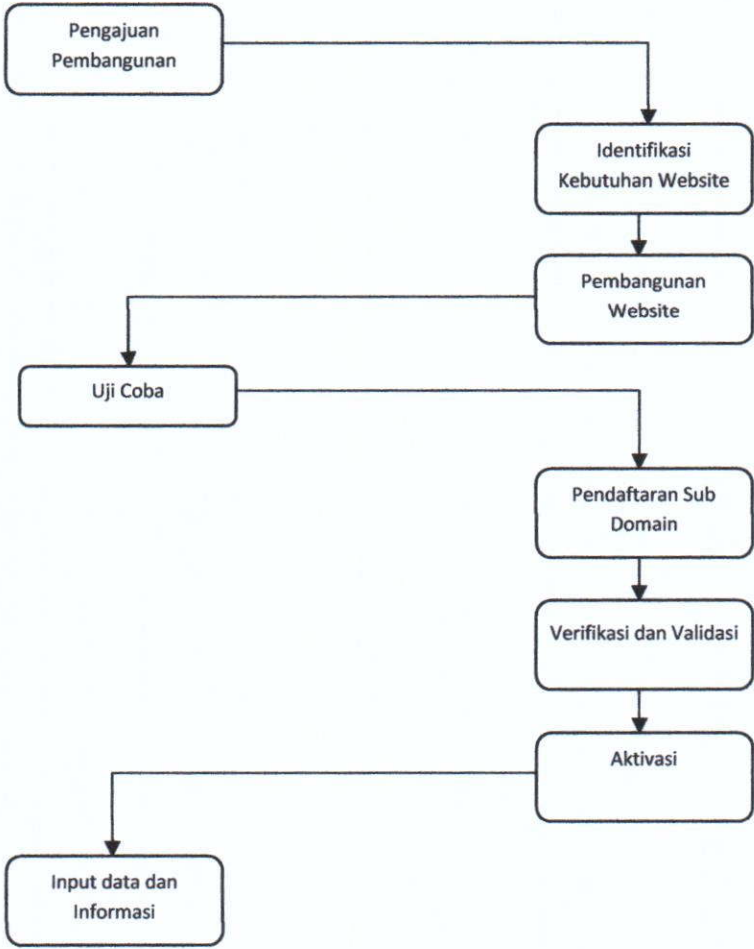 Pengajuan
Pembangunan
Identifikasi
Kebutuhan Website
Pembangunan
Website
Uji Coba
Pendaftaran Sub
Domain
Verifikasi dan Validasi
Aktivasi
Input data dan
Informasi